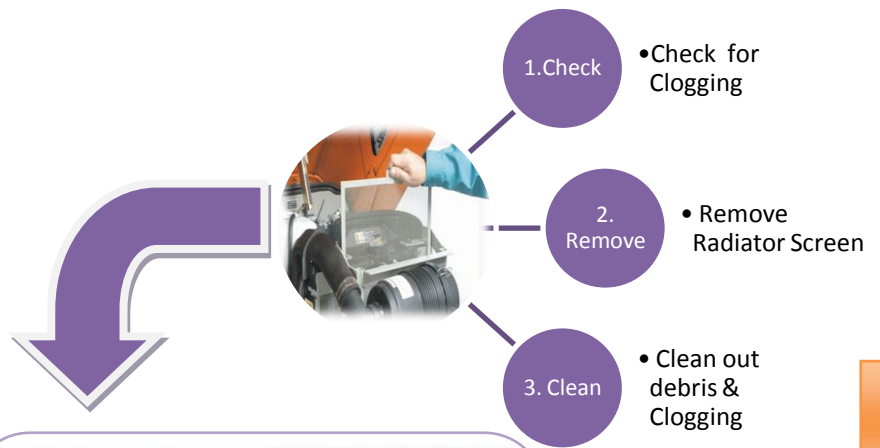 1.Check
•Check for
Clogging
2.
Remove
• Remove
Radiator Screen
3. Clean
• Clean out
debris &
Clogging